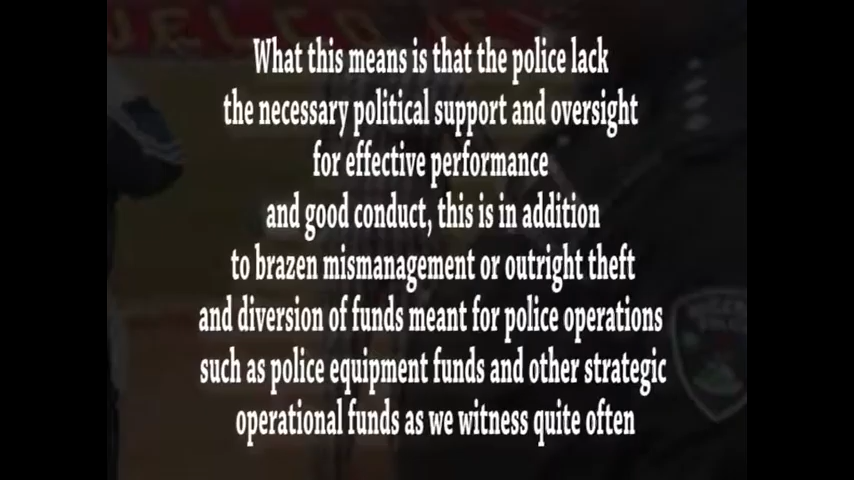 What this means is that the police lack
the necessary political support and oversight
for effective performance
and good conduct, this is in addition
to brazen mismanagement or outright theft
and diversion of funds meant for police operations
such as police equipment funds and other strategic
operational funds as we witness quite often